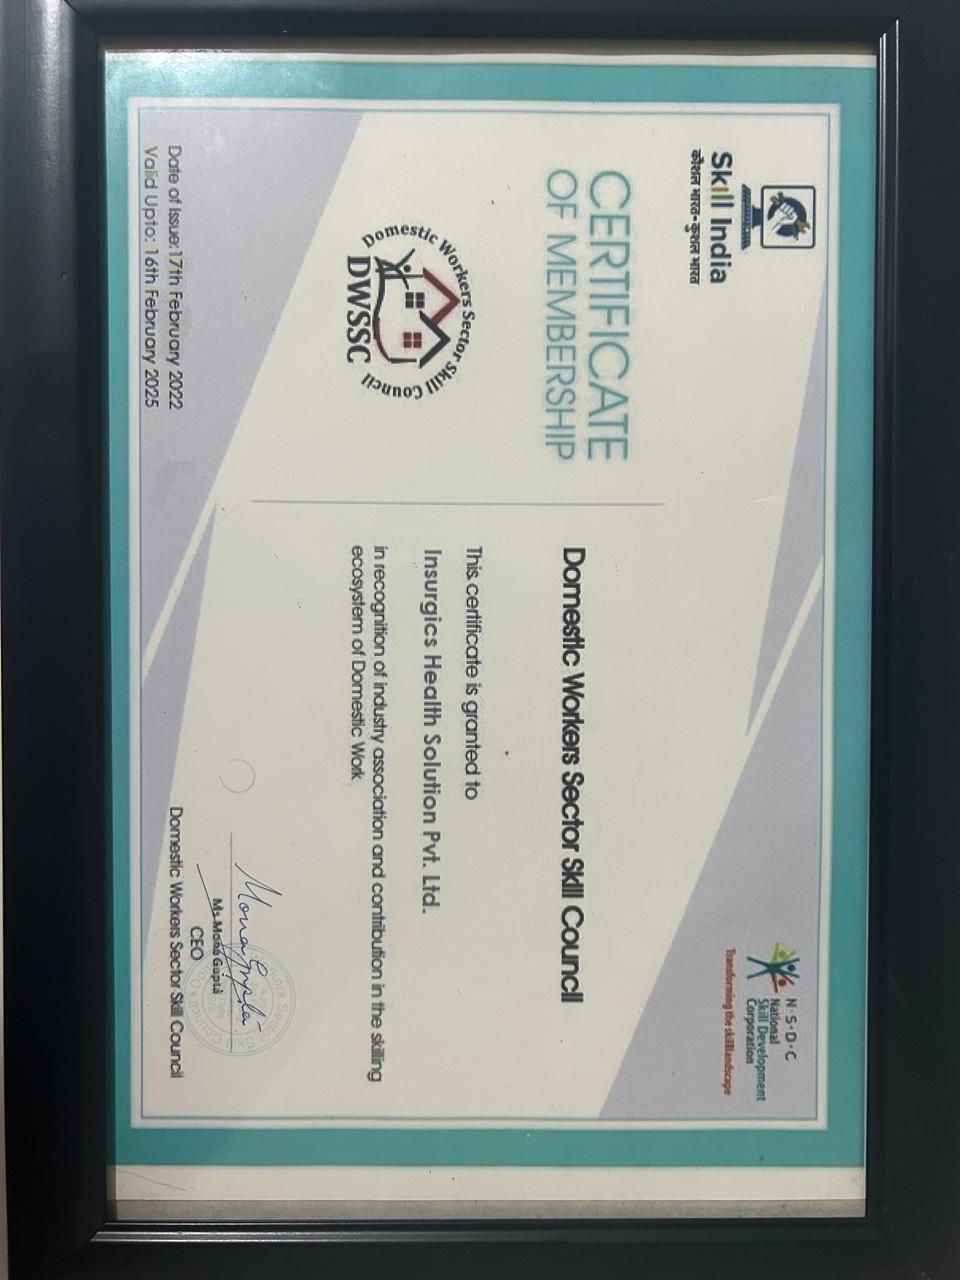 Skill India
कौशल भारत-कुशल भारत
N·S·D·C
National
Skill Development
Corporation
Transforming the skill landscape
CERTIFICATE
OF MEMBERSHIP
Domestic Workers Sector Skill Council
DWSSC
Date of Issue:17th February 2022
Valid Upto: 16th February 2025
Domestic Workers Sector Skill Council
This certificate is granted to
Insurgics Health Solution Pvt. Ltd.
in recognition of industry association and contribution in the skilling
ecosystem of Domestic Work
Mona Gupta
Ms Mona Gupta
CEO
Domestic Workers Sector Skill Council